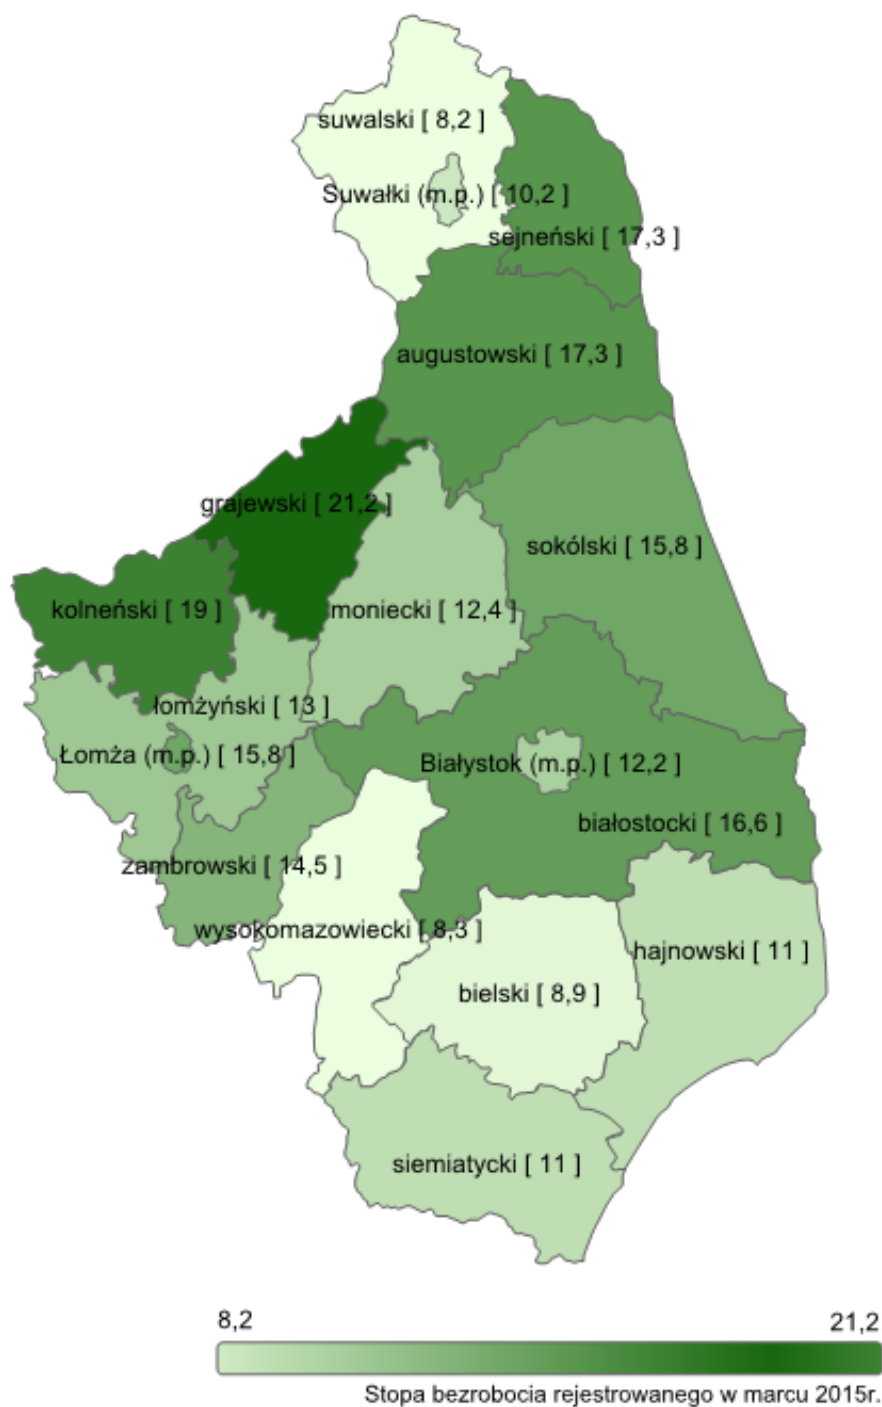 suwalski [ 8,2 ]
Suwałki (m.p.) [ 10,2 ]
sejneński [ 17,3 ]
augustowski [ 17,3 ]
grajewski [ 21,2 ]
sokólski [ 15,8 ]
kolneński [ 19 ]
moniecki [ 12,4 ]
łomżyński [ 13 ]
Łomża (m.p.) [ 15,8 ]
Białystok (m.p.) [ 12,2 ]
białostocki [ 16,6 ]
zambrowski [ 14,5 ]
wysokomazowiecki [ 8,3 ]
hajnowski [ 11 ]
bielski [ 8,9 ]
siemiatycki [ 11 ]
8,2 21,2
Stopa bezrobocia rejestrowanego w marcu 2015r.